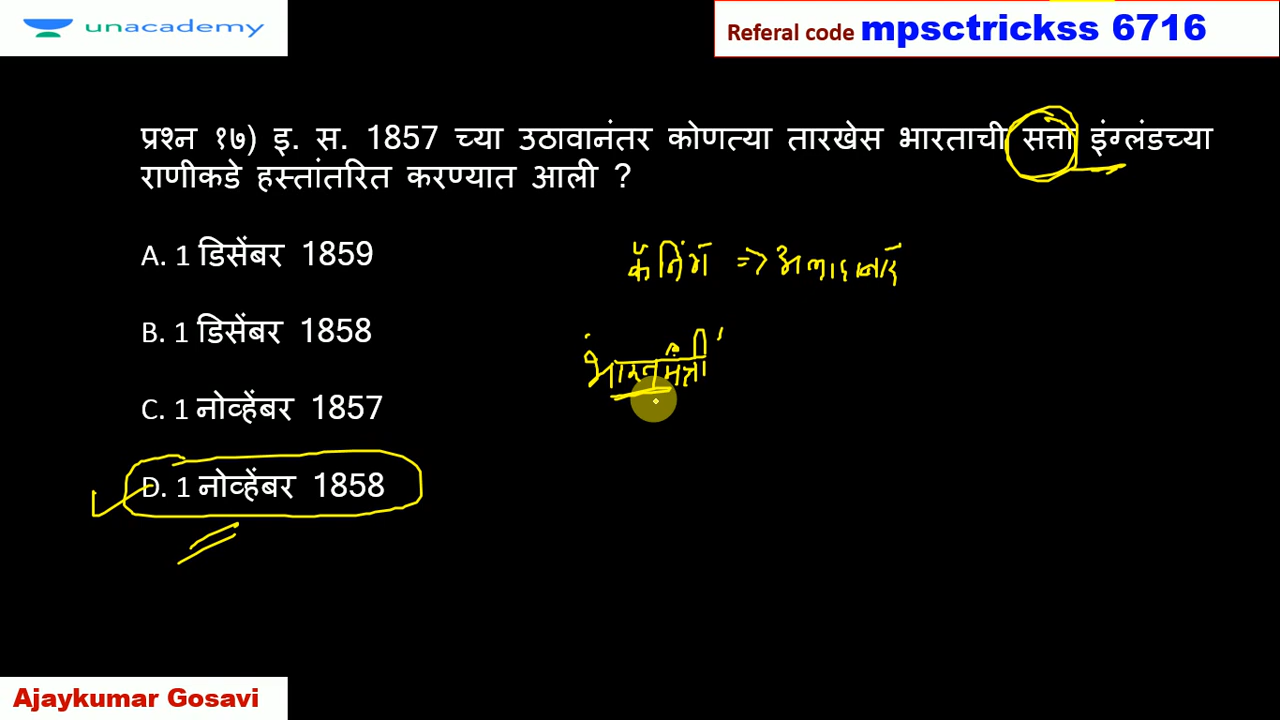 unacademy
Referal code mpsctrickss 6716
प्रश्न १७) इ. स. 1857 च्या उठावानंतर कोणत्या तारखेस भारताची सत्ता इंग्लंडच्या
राणीकडे हस्तांतरित करण्यात आली ?
A. 1 डिसेंबर 1859
कॅनिंग => अलाहाबाद
B. 1 डिसेंबर 1858
भारतमंत्री
C. 1 नोव्हेंबर 1857
D. 1 नोव्हेंबर 1858
Ajaykumar Gosavi